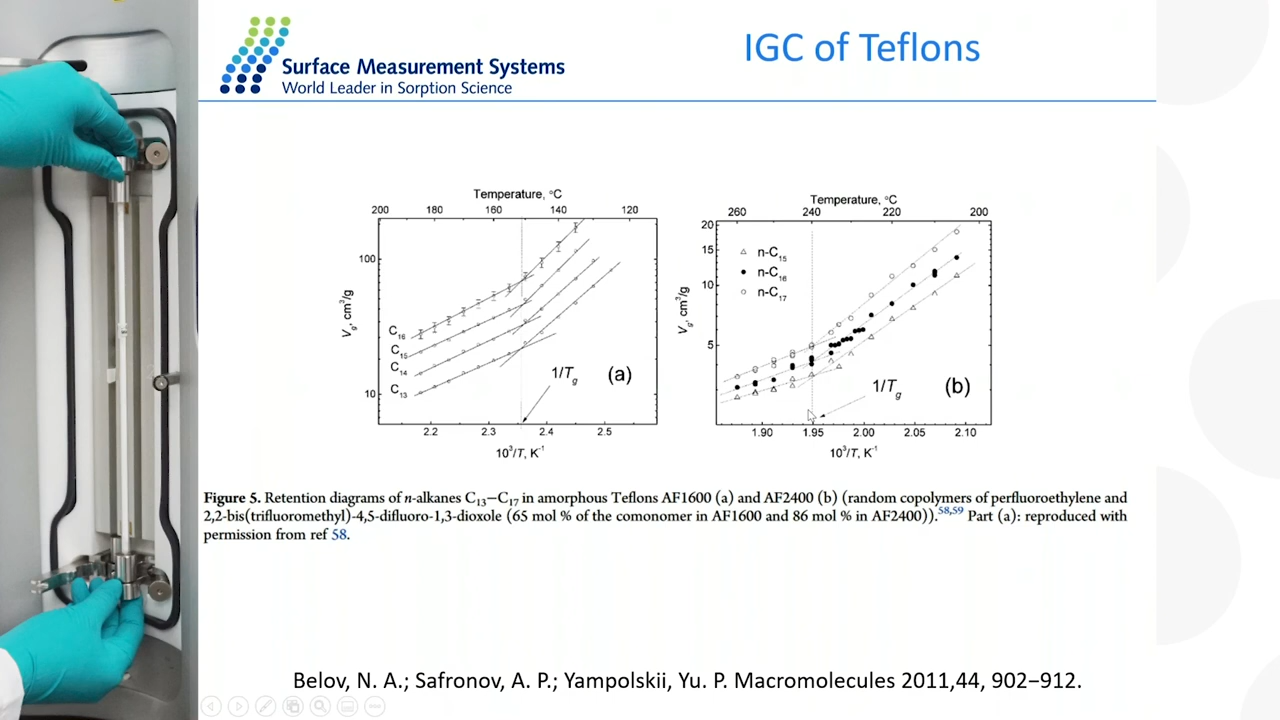 IGC of Teflons
Surface Measurement Systems
World Leader in Sorption Science
Temperature, °C
200 180 160 140 120
100
10
Vg, cm³/g
C16
C15
C14
C13
1/Tg
(a)
2.2 2.3 2.4 2.5
10³/T, K⁻¹
Temperature, °C
260 240 220 200
20
15
10
5
Vg, cm³/g
n-C15
n-C16
n-C17
1/Tg
(b)
1.90 1.95 2.00 2.05 2.10
10³/T, K⁻¹
Figure 5. Retention diagrams of n-alkanes C13−C17 in amorphous Teflons AF1600 (a) and AF2400 (b) (random copolymers of perfluoroethylene and
2,2-bis(trifluoromethyl)-4,5-difluoro-1,3-dioxole (65 mol % of the comonomer in AF1600 and 86 mol % in AF2400)).58,59 Part (a): reproduced with
permission from ref 58.
Belov, N. A.; Safronov, A. P.; Yampolskii, Yu. P. Macromolecules 2011,44, 902−912.